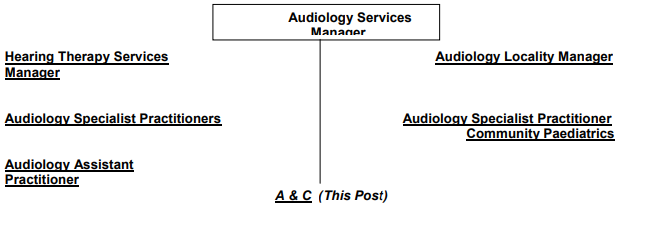 Audiology Services
Manager
Hearing Therapy Services
Manager
Audiology Locality Manager
Audiology Specialist Practitioners
Audiology Specialist Practitioner
Community Paediatrics
Audiology Assistant
Practitioner
A & C (This Post)